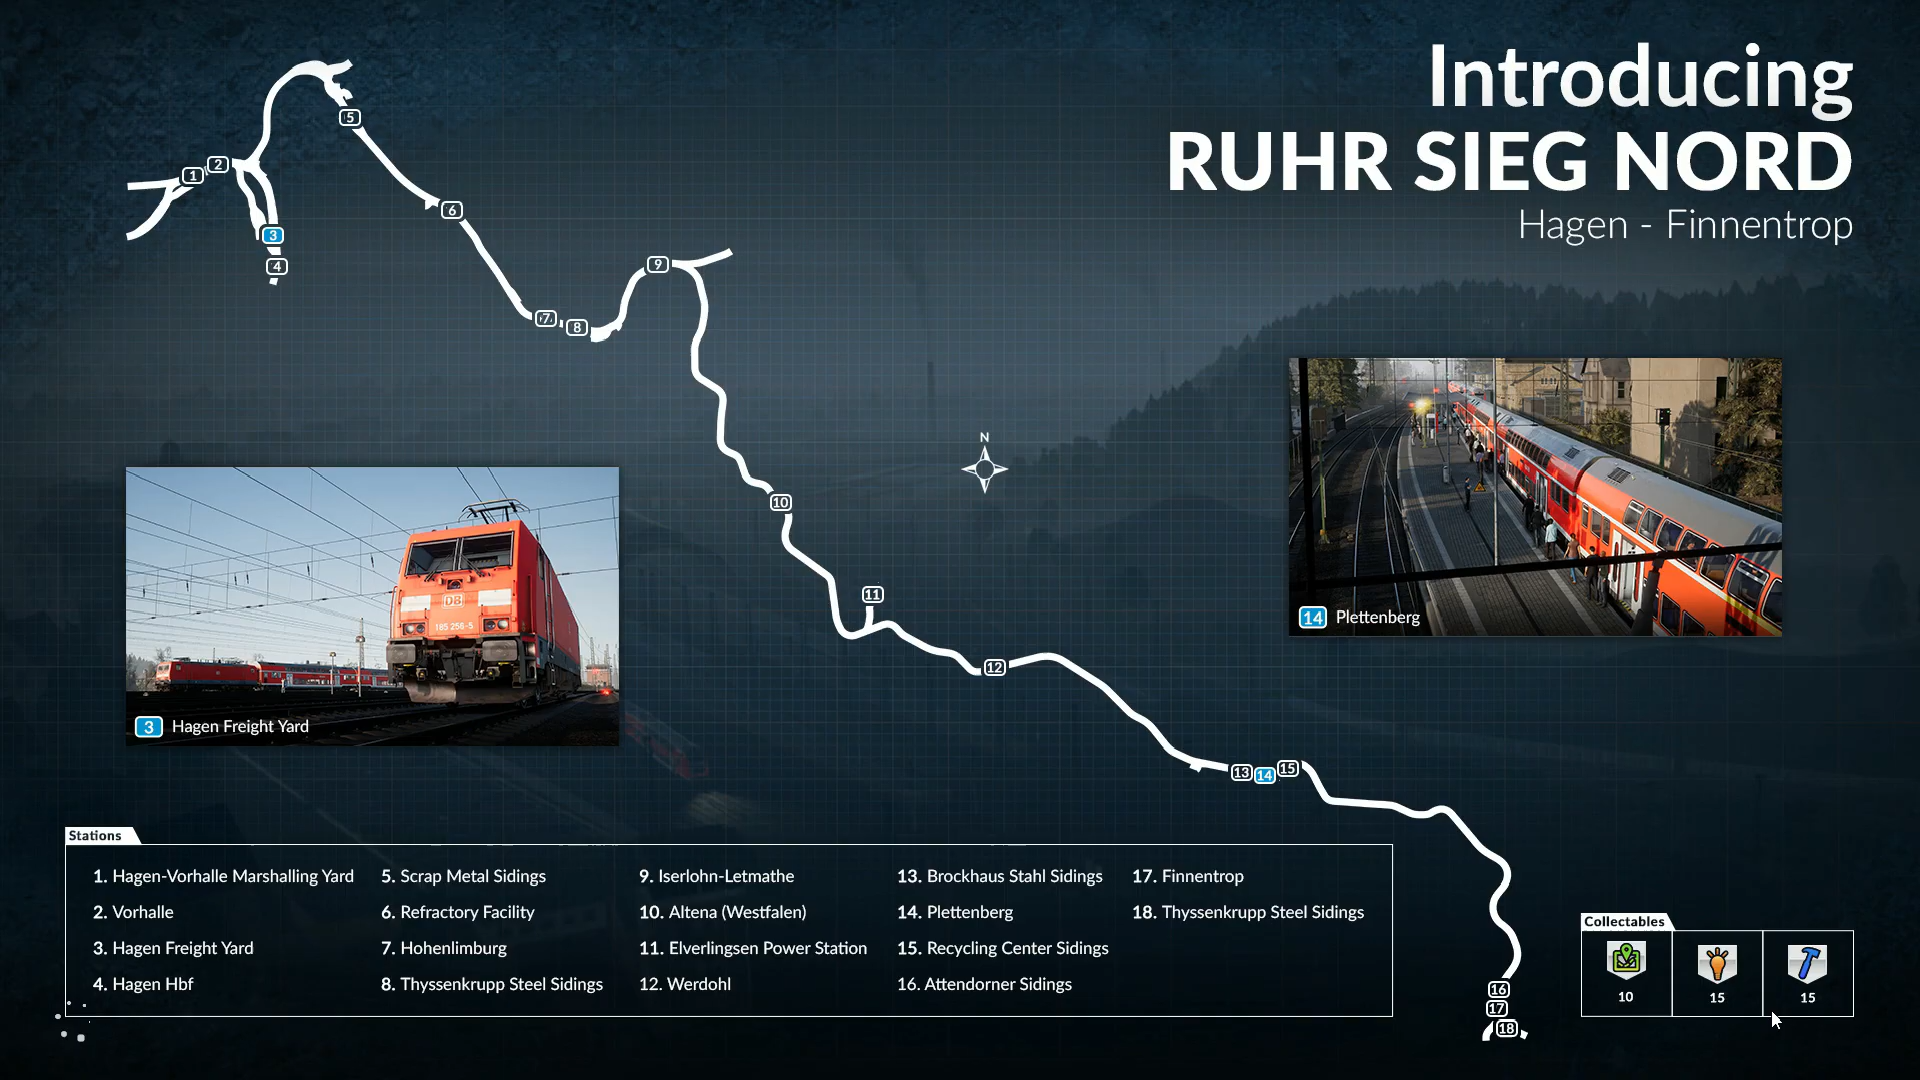 Introducing
RUHR SIEG NORD
Hagen - Finnentrop
5
2
1
6
3
4
9
7
8
N
10
11
12
13
14
15
16
17
18
DB
185 256-5
3 Hagen Freight Yard
14 Plettenberg
Stations
1. Hagen-Vorhalle Marshalling Yard
2. Vorhalle
3. Hagen Freight Yard
4. Hagen Hbf
5. Scrap Metal Sidings
6. Refractory Facility
7. Hohenlimburg
8. Thyssenkrupp Steel Sidings
9. Iserlohn-Letmathe
10. Altena (Westfalen)
11. Elverlingsen Power Station
12. Werdohl
13. Brockhaus Stahl Sidings
14. Plettenberg
15. Recycling Center Sidings
16. Attendorner Sidings
17. Finnentrop
18. Thyssenkrupp Steel Sidings
Collectables
10
15
15